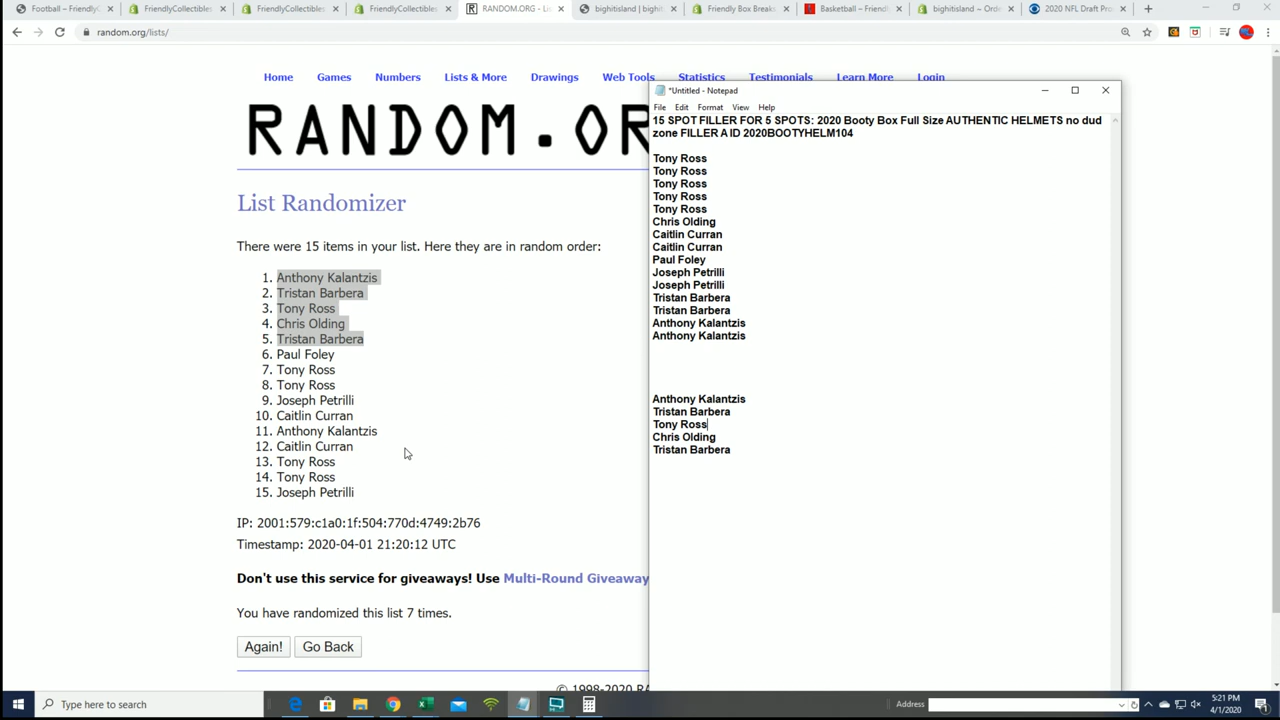 Football – FriendlyC
FriendlyCollectibles
FriendlyCollectibles
FriendlyCollectibles
RANDOM.ORG - Li
bighitisland | bighit
Friendly Box Breaks
Basketball – Friendl
bighitisland ~ Orde
2020 NFL Draft Pro
random.org/lists/
Home Games Numbers Lists & More Drawings Web Tools Statistics Testimonials Learn More Login
RANDOM.OR
List Randomizer
There were 15 items in your list. Here they are in random order:
1. Anthony Kalantzis
2. Tristan Barbera
3. Tony Ross
4. Chris Olding
5. Tristan Barbera
6. Paul Foley
7. Tony Ross
8. Tony Ross
9. Joseph Petrilli
10. Caitlin Curran
11. Anthony Kalantzis
12. Caitlin Curran
13. Tony Ross
14. Tony Ross
15. Joseph Petrilli
IP: 2001:579:c1a0:1f:504:770d:4749:2b76
Timestamp: 2020-04-01 21:20:12 UTC
Don't use this service for giveaways! Use Multi-Round Giveaway
You have randomized this list 7 times.
Again! Go Back
© 1998-2020 RA
*Untitled - Notepad
File Edit Format View Help
15 SPOT FILLER FOR 5 SPOTS: 2020 Booty Box Full Size AUTHENTIC HELMETS no dud
zone FILLER A ID 2020BOOTYHELM104
Tony Ross
Tony Ross
Tony Ross
Tony Ross
Tony Ross
Chris Olding
Caitlin Curran
Caitlin Curran
Paul Foley
Joseph Petrilli
Joseph Petrilli
Tristan Barbera
Tristan Barbera
Anthony Kalantzis
Anthony Kalantzis
Anthony Kalantzis
Tristan Barbera
Tony Ross
Chris Olding
Tristan Barbera
Type here to search
Address
5:21 PM
4/1/2020